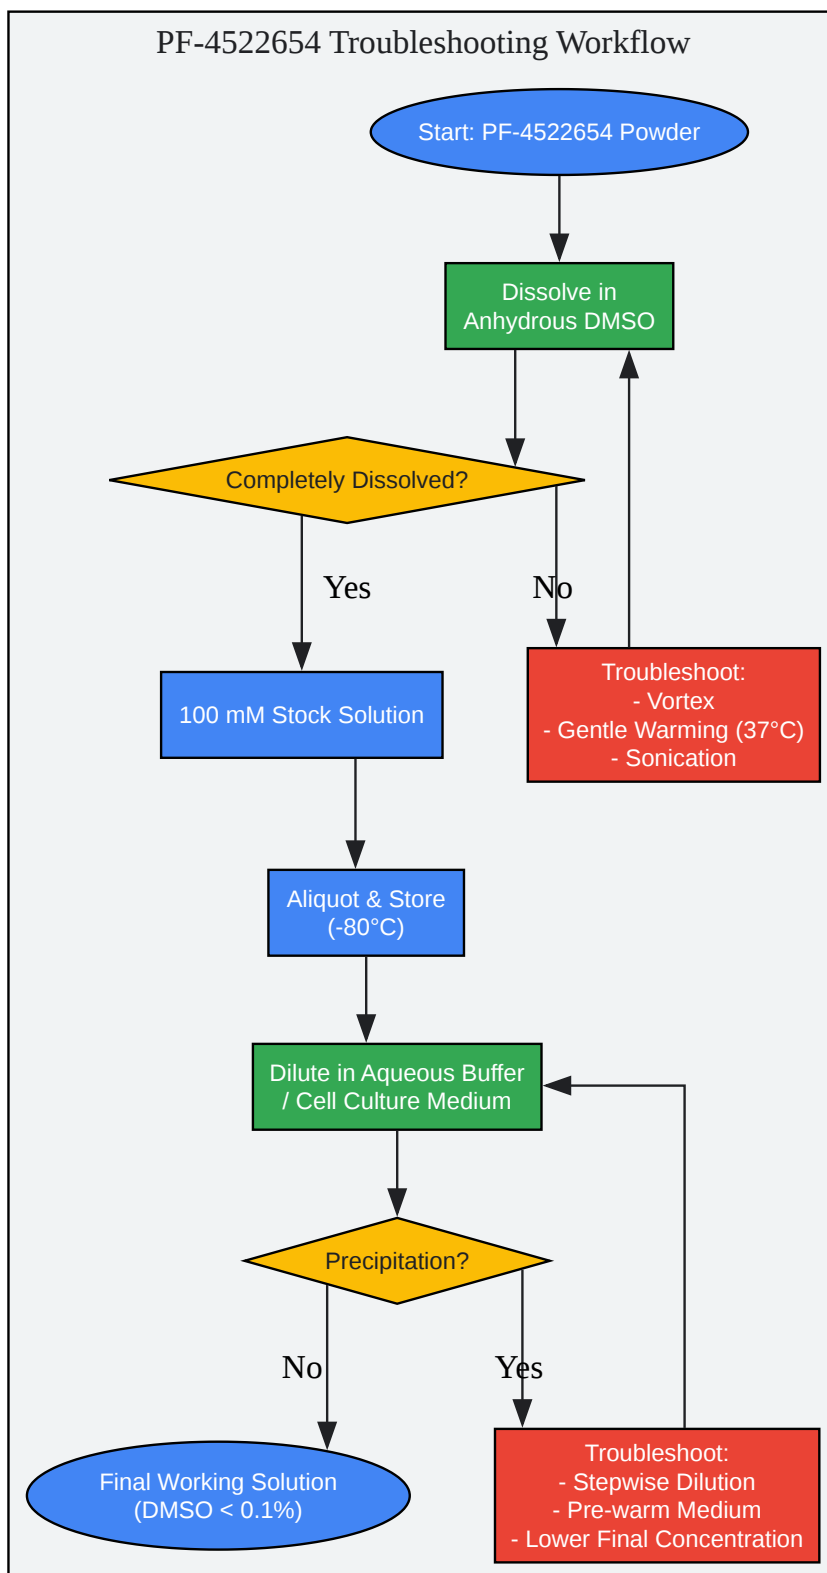 PF-4522654 Troubleshooting Workflow
Start: PF-4522654 Powder
Dissolve in
Anhydrous DMSO
Completely Dissolved?
Yes
No
Troubleshoot:
- Vortex
- Gentle Warming (37°C)
- Sonication
100 mM Stock Solution
Aliquot & Store
(-80°C)
Dilute in Aqueous Buffer
/ Cell Culture Medium
Precipitation?
No
Yes
Final Working Solution
(DMSO < 0.1%)
Troubleshoot:
- Stepwise Dilution
- Pre-warm Medium
- Lower Final Concentration